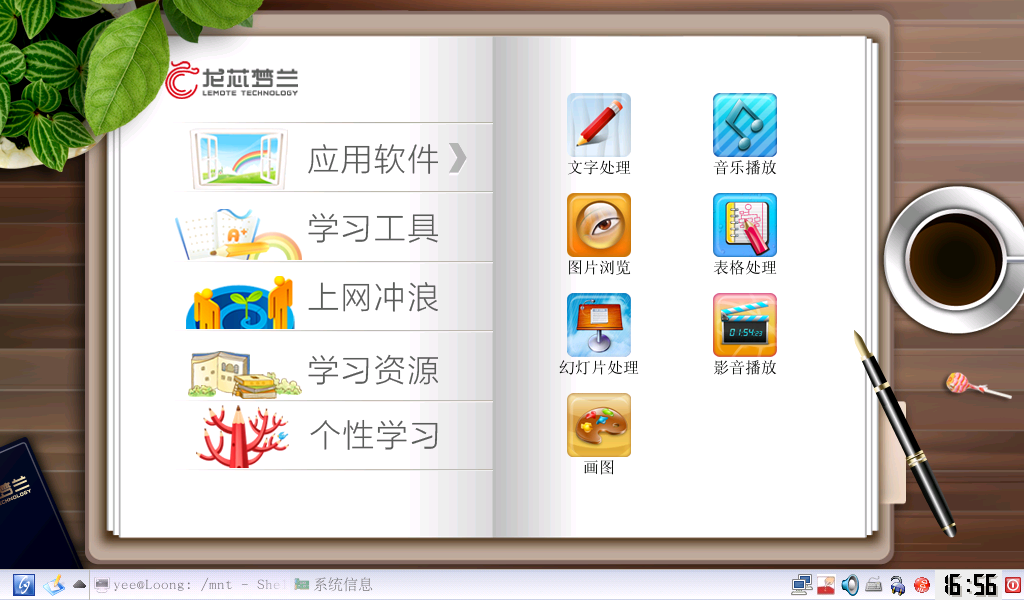 龙芯梦兰
LEMOTE TECHNOLOGY
应用软件
学习工具
上网冲浪
学习资源
个性学习
文字处理
音乐播放
图片浏览
表格处理
幻灯片处理
01:54:23
影音播放
画图
A+
梦兰
yee@Loong: /mnt - She
系统信息
16:56